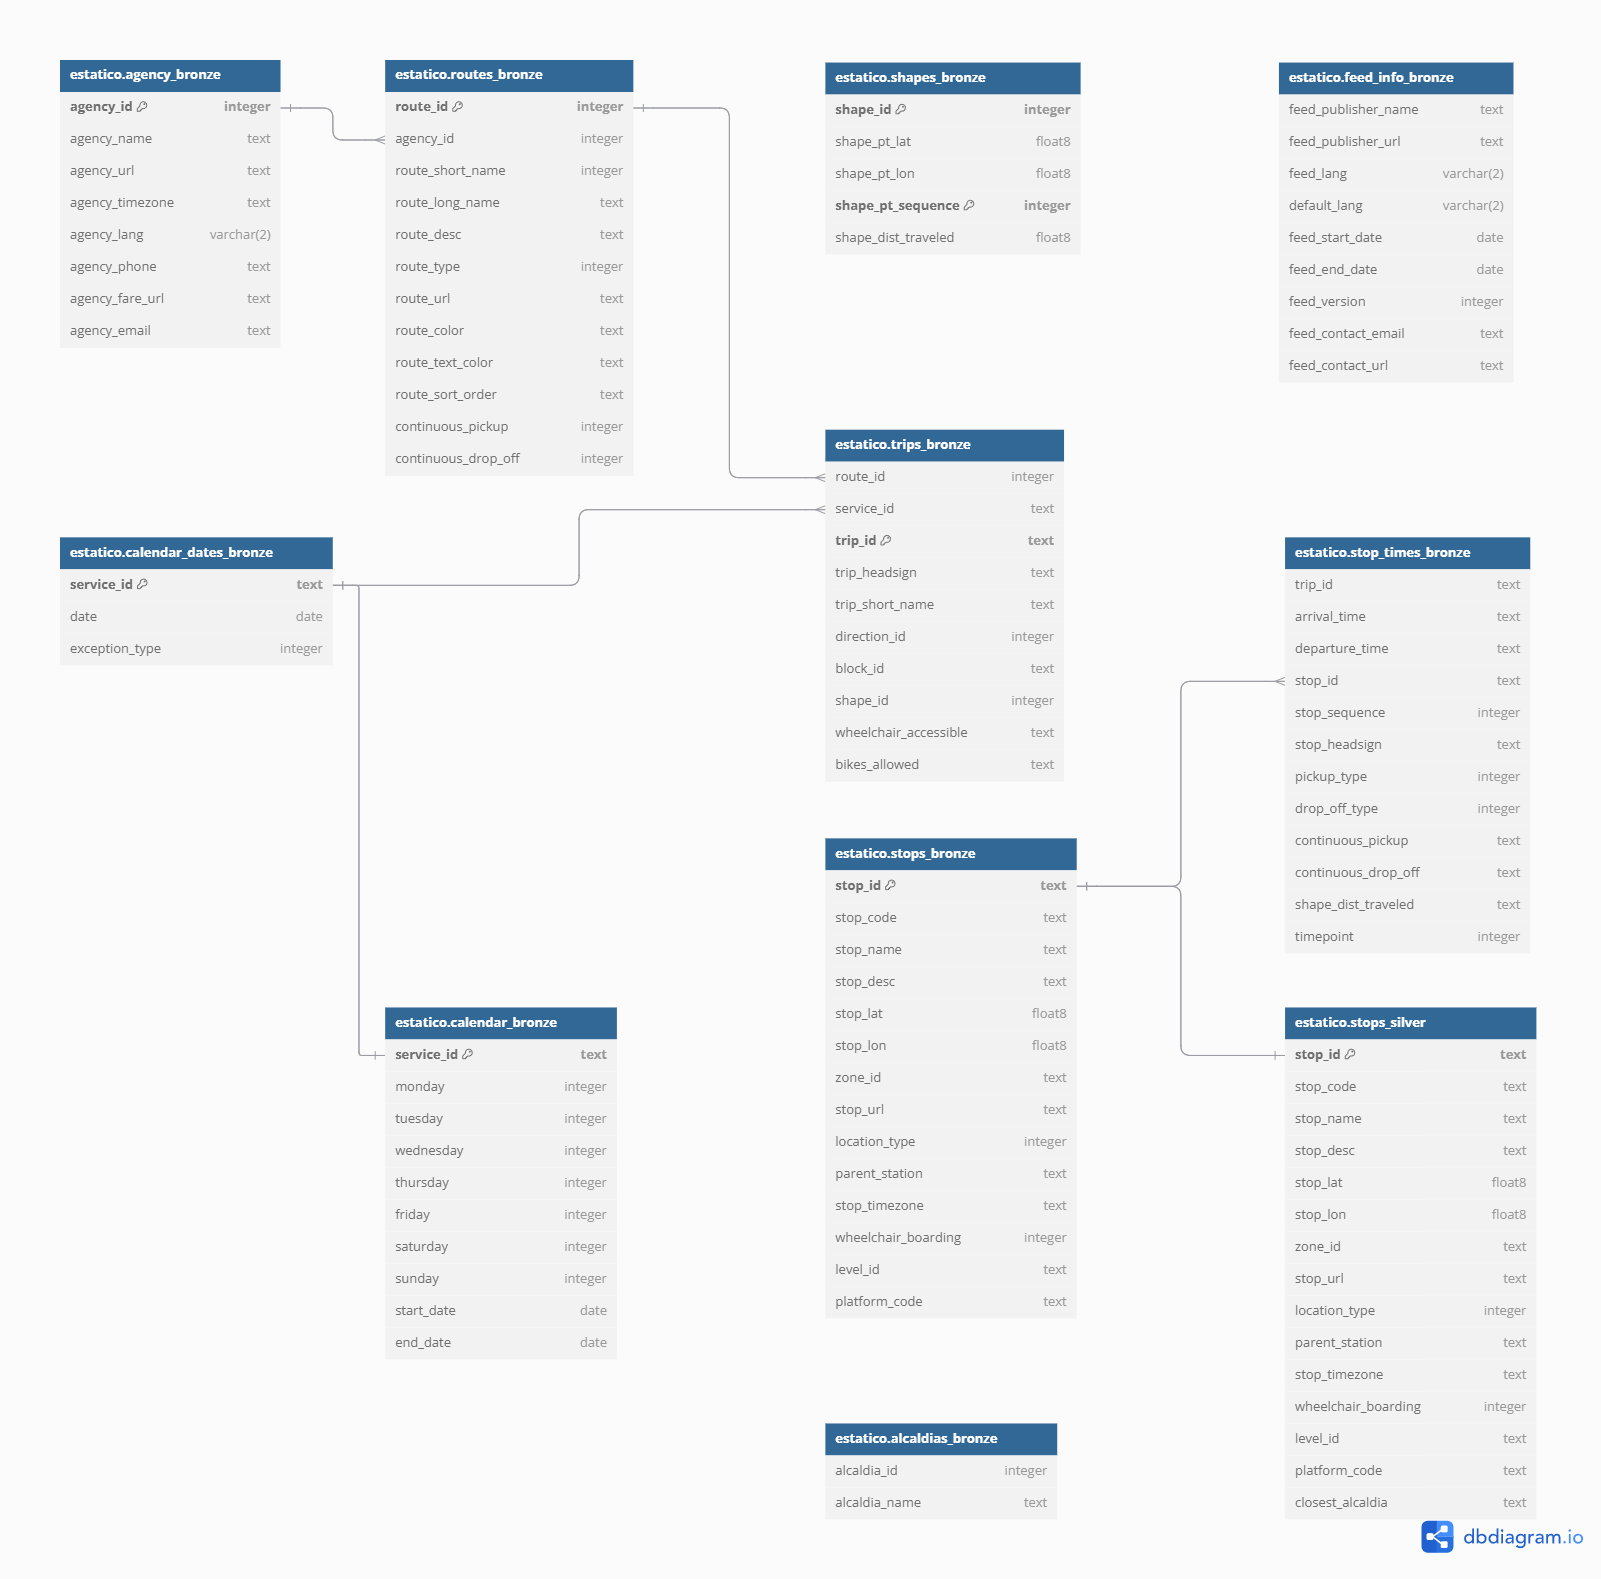 estatico.agency_bronze
agency_id integer
agency_name text
agency_url text
agency_timezone text
agency_lang varchar(2)
agency_phone text
agency_fare_url text
agency_email text
estatico.routes_bronze
route_id integer
agency_id integer
route_short_name integer
route_long_name text
route_desc text
route_type integer
route_url text
route_color text
route_text_color text
route_sort_order text
continuous_pickup integer
continuous_drop_off integer
estatico.shapes_bronze
shape_id integer
shape_pt_lat float8
shape_pt_lon float8
shape_pt_sequence integer
shape_dist_traveled float8
estatico.feed_info_bronze
feed_publisher_name text
feed_publisher_url text
feed_lang varchar(2)
default_lang varchar(2)
feed_start_date date
feed_end_date date
feed_version integer
feed_contact_email text
feed_contact_url text
estatico.trips_bronze
route_id integer
service_id text
trip_id text
trip_headsign text
trip_short_name text
direction_id integer
block_id text
shape_id integer
wheelchair_accessible text
bikes_allowed text
estatico.calendar_dates_bronze
service_id text
date date
exception_type integer
estatico.stop_times_bronze
trip_id text
arrival_time text
departure_time text
stop_id text
stop_sequence integer
stop_headsign text
pickup_type integer
drop_off_type integer
continuous_pickup text
continuous_drop_off text
shape_dist_traveled text
timepoint integer
estatico.stops_bronze
stop_id text
stop_code text
stop_name text
stop_desc text
stop_lat float8
stop_lon float8
zone_id text
stop_url text
location_type integer
parent_station text
stop_timezone text
wheelchair_boarding integer
level_id text
platform_code text
estatico.calendar_bronze
service_id text
monday integer
tuesday integer
wednesday integer
thursday integer
friday integer
saturday integer
sunday integer
start_date date
end_date date
estatico.stops_silver
stop_id text
stop_code text
stop_name text
stop_desc text
stop_lat float8
stop_lon float8
zone_id text
stop_url text
location_type integer
parent_station text
stop_timezone text
wheelchair_boarding integer
level_id text
platform_code text
closest_alcaldia text
estatico.alcaldias_bronze
alcaldia_id integer
alcaldia_name text
dbdiagram.io